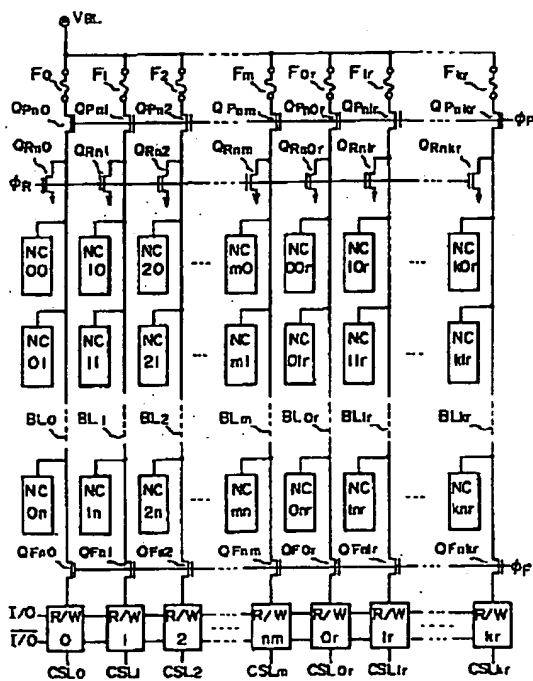 VBL
F0 F1 F2 Fm F0r F1r Fkr
QPn0 QPn1 QPn2 QPnm QPn0r QPn1r QPnkr φP
QRn0 QRn1 QRn2 QRnm QRn0r QRn1r QRnkr
φR
NC 00 NC 10 NC 20 ... NC m0 NC 00r NC 10r ... NC k0r
NC 01 NC 11 NC 21 ... NC m1 NC 01r NC 11r ... NC k1r
BL0 BL1 BL2 BLm BL0r BL1r BLkr
NC 0n NC 1n NC 2n ... NC mn NC 0nr NC 1nr ... NC knr
QFn0 QFn1 QFn2 QFnm QF0r QFn1r QFnkr φF
I/O R/W R/W R/W R/W R/W R/W R/W
I/O 0 1 2 nm 0r 1r kr
CSL0 CSL1 CSL2 CSLm CSL0r CSL1r CSLkr